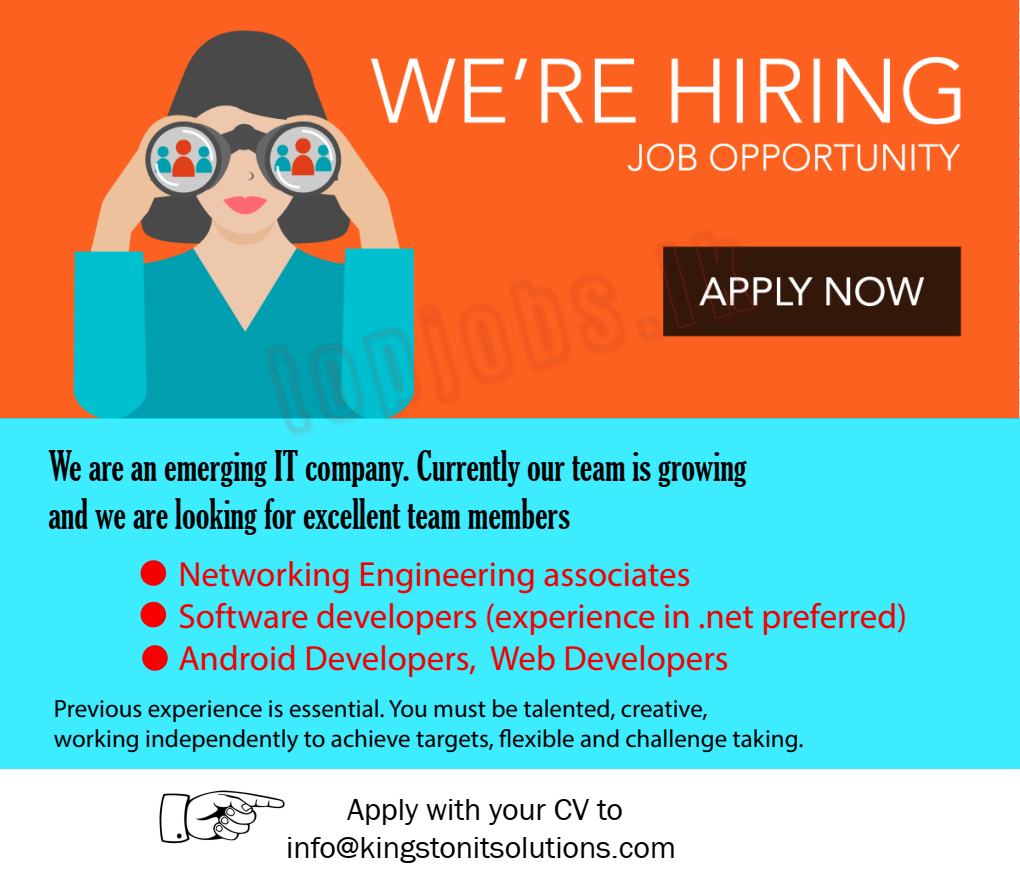 WE'RE HIRING
JOB OPPORTUNITY
APPLY NOW
topjobs.lk
We are an emerging IT company. Currently our team is growing
and we are looking for excellent team members
Networking Engineering associates
Software developers (experience in .net preferred)
Android Developers, Web Developers
Previous experience is essential. You must be talented, creative,
working independently to achieve targets, flexible and challenge taking.
Apply with your CV to
info@kingstonitsolutions.com